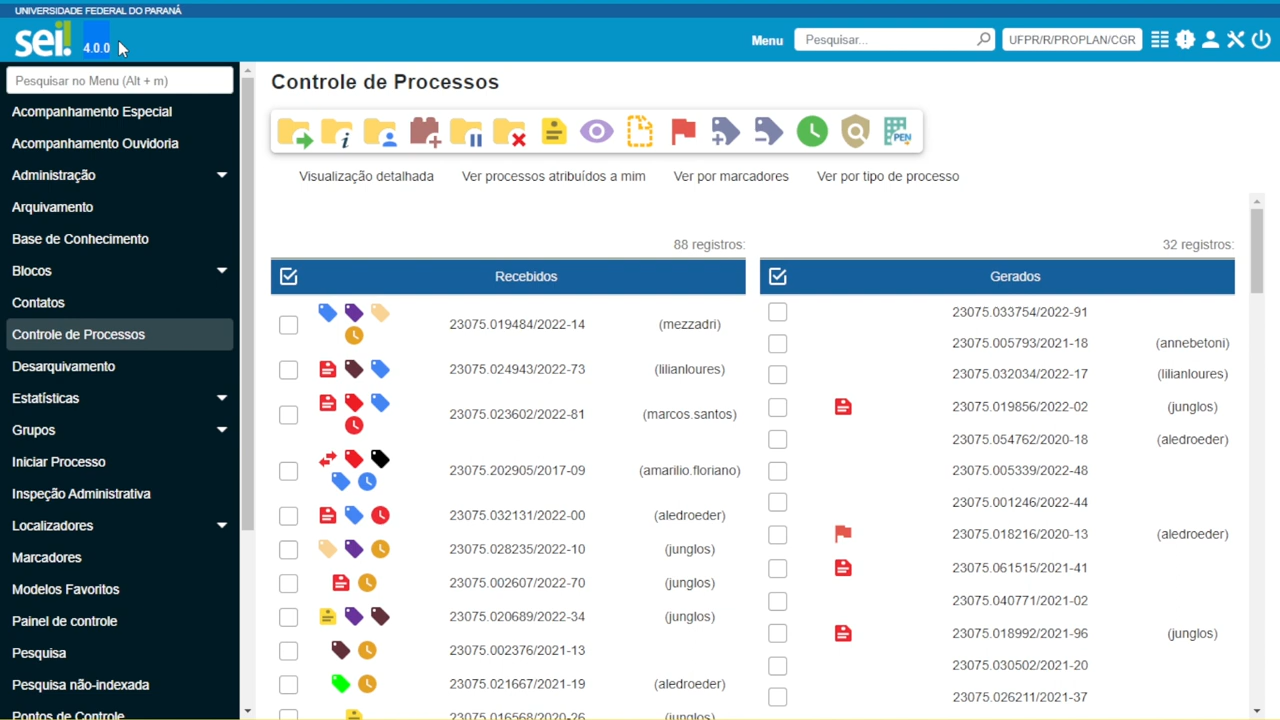 UNIVERSIDADE FEDERAL DO PARANÁ
sei! 4.0.0
Menu
Pesquisar...
UFPR/R/PROPLAN/CGR
Pesquisar no Menu (Alt + m)
Acompanhamento Especial
Acompanhamento Ouvidoria
Administração
Arquivamento
Base de Conhecimento
Blocos
Contatos
Controle de Processos
Desarquivamento
Estatísticas
Grupos
Iniciar Processo
Inspeção Administrativa
Localizadores
Marcadores
Modelos Favoritos
Painel de controle
Pesquisa
Pesquisa não-indexada
Pontos de Controle
Controle de Processos
PEN
Visualização detalhada Ver processos atribuídos a mim Ver por marcadores Ver por tipo de processo
88 registros:
Recebidos
23075.019484/2022-14 (mezzadri)
23075.024943/2022-73 (lilianloures)
23075.023602/2022-81 (marcos.santos)
23075.202905/2017-09 (amarilio.floriano)
23075.032131/2022-00 (aledroeder)
23075.028235/2022-10 (junglos)
23075.002607/2022-70 (junglos)
23075.020689/2022-34 (junglos)
23075.002376/2021-13
23075.021667/2021-19 (aledroeder)
23075.016568/2020-26 (junglos)
32 registros:
Gerados
23075.033754/2022-91
23075.005793/2021-18 (annebetoni)
23075.032034/2022-17 (lilianloures)
23075.019856/2022-02 (junglos)
23075.054762/2020-18 (aledroeder)
23075.005339/2022-48
23075.001246/2022-44
23075.018216/2020-13 (aledroeder)
23075.061515/2021-41
23075.040771/2021-02
23075.018992/2021-96 (junglos)
23075.030502/2021-20
23075.026211/2021-37